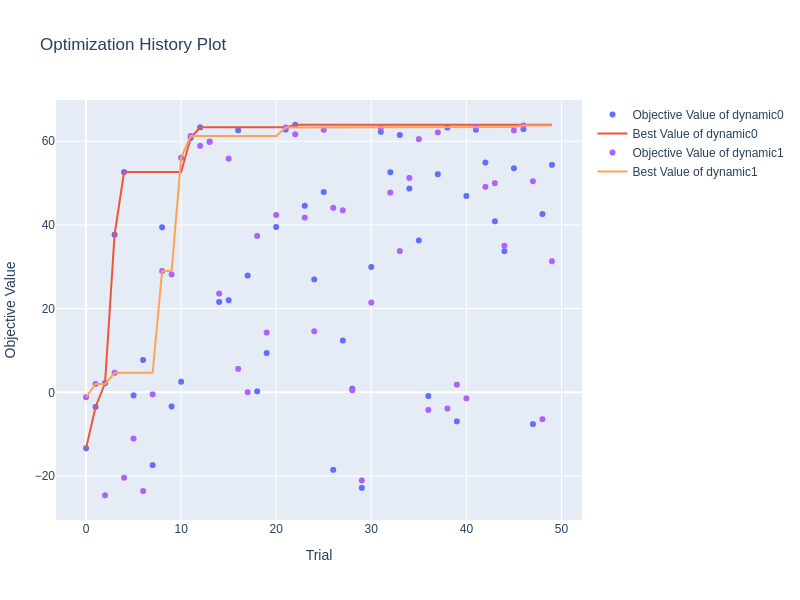 Optimization History Plot
Objective Value of dynamic0
Best Value of dynamic0
Objective Value of dynamic1
Best Value of dynamic1
60
40
20
0
−20
Objective Value
0
10
20
30
40
50
Trial